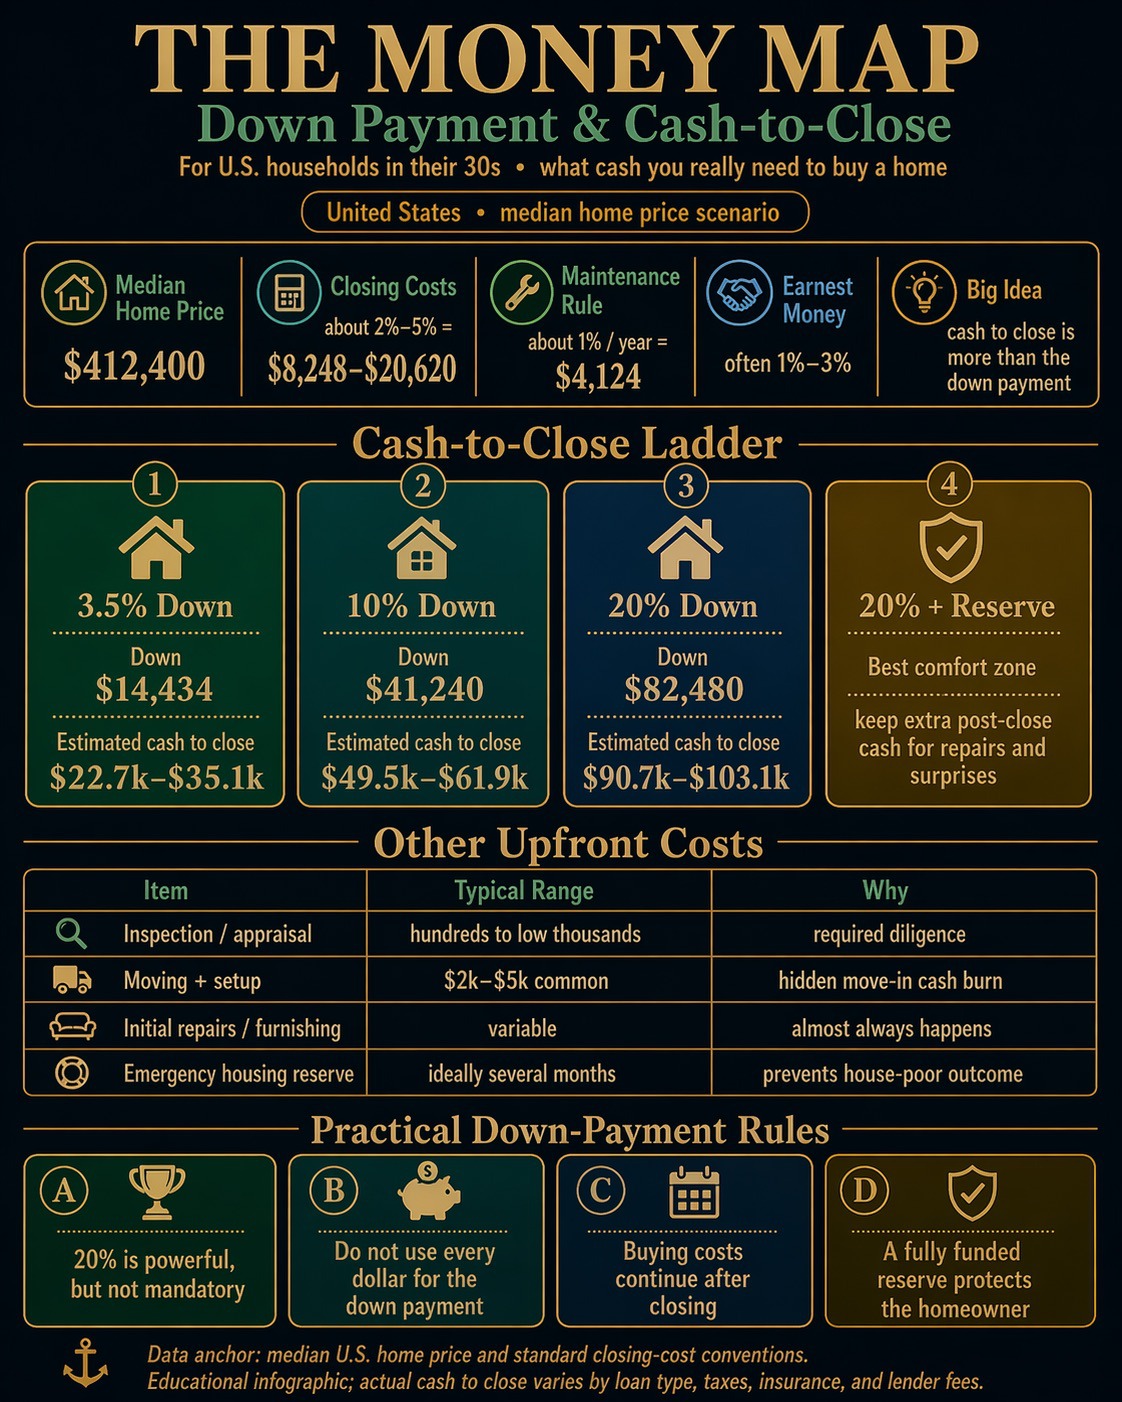 THE MONEY MAP
Down Payment & Cash-to-Close
For U.S. households in their 30s • what cash you really need to buy a home
United States • median home price scenario
Median
Home Price
$412,400
Closing Costs
about 2%–5% =
$8,248–$20,620
Maintenance
Rule
about 1% / year =
$4,124
Earnest
Money
often 1%–3%
Big Idea
cash to close is
more than the
down payment
Cash-to-Close Ladder
1
3.5% Down
Down
$14,434
Estimated cash to close
$22.7k–$35.1k
2
10% Down
Down
$41,240
Estimated cash to close
$49.5k–$61.9k
3
20% Down
Down
$82,480
Estimated cash to close
$90.7k–$103.1k
4
20% + Reserve
Best comfort zone
keep extra post-close
cash for repairs and
surprises
Other Upfront Costs
Item Typical Range Why
Inspection / appraisal hundreds to low thousands required diligence
Moving + setup $2k–$5k common hidden move-in cash burn
Initial repairs / furnishing variable almost always happens
Emergency housing reserve ideally several months prevents house-poor outcome
Practical Down-Payment Rules
A
20% is powerful,
but not mandatory
B
$
Do not use every
dollar for the
down payment
C
Buying costs
continue after
closing
D
A fully funded
reserve protects
the homeowner
Data anchor: median U.S. home price and standard closing-cost conventions.
Educational infographic; actual cash to close varies by loan type, taxes, insurance, and lender fees.